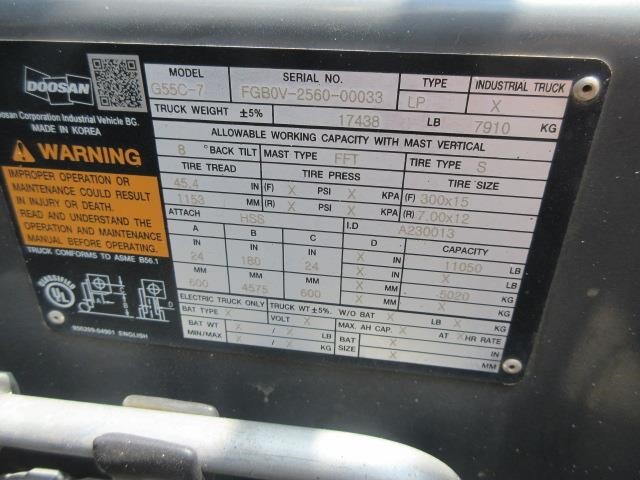 DOOSAN
Doosan Corporation Industrial Vehicle BG.
MADE IN KOREA
WARNING
IMPROPER OPERATION OR
MAINTENANCE COULD RESULT
IN INJURY OR DEATH.
READ AND UNDERSTAND THE
OPERATION AND MAINTENANCE
MANUAL BEFORE OPERATING.
TRUCK CONFORMS TO ASME B56.1
CLASSIFIED
UL
950209-04901 ENGLISH
MODEL SERIAL NO. TYPE INDUSTRIAL TRUCK
G55C-7 FGB0V-2560-00033 LP X
TRUCK WEIGHT ±5% 17438 LB 7910 KG
ALLOWABLE WORKING CAPACITY WITH MAST VERTICAL
8 °BACK TILT MAST TYPE FFT TIRE TYPE S
TIRE TREAD TIRE PRESS TIRE SIZE
45.4 IN (F) X PSI X KPA (F) 300x15
1153 MM (R) X PSI X KPA (R) 7.00x12
ATTACH HSS I.D A230013
A B C D CAPACITY
IN IN IN IN
24 180 24 X 11050 LB
MM MM MM MM
600 4575 600 X 5020 KG
ELECTRIC TRUCK ONLY TRUCK WT ±5%. W/O BAT X LB X KG
BAT TYPE X VOLT X MAX. AH CAP. X AT X HR RATE
BAT WT X / X LB BAT X IN
MIN/MAX X / X KG SIZE X MM